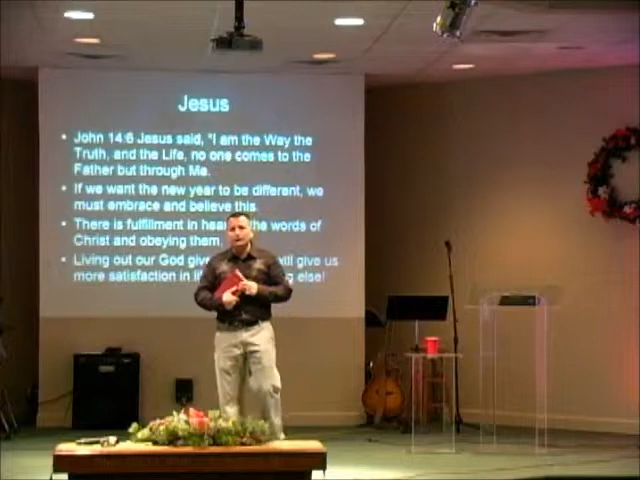 Jesus
• John 14:6 Jesus said, "I am the Way the
Truth, and the Life, no one comes to the
Father but through Me.
• If we want the new year to be different, we
must embrace and believe this.
• There is fulfillment in hea the words of
Christ and obeying them.
• Living out our God give will give us
more satisfaction in li g else!